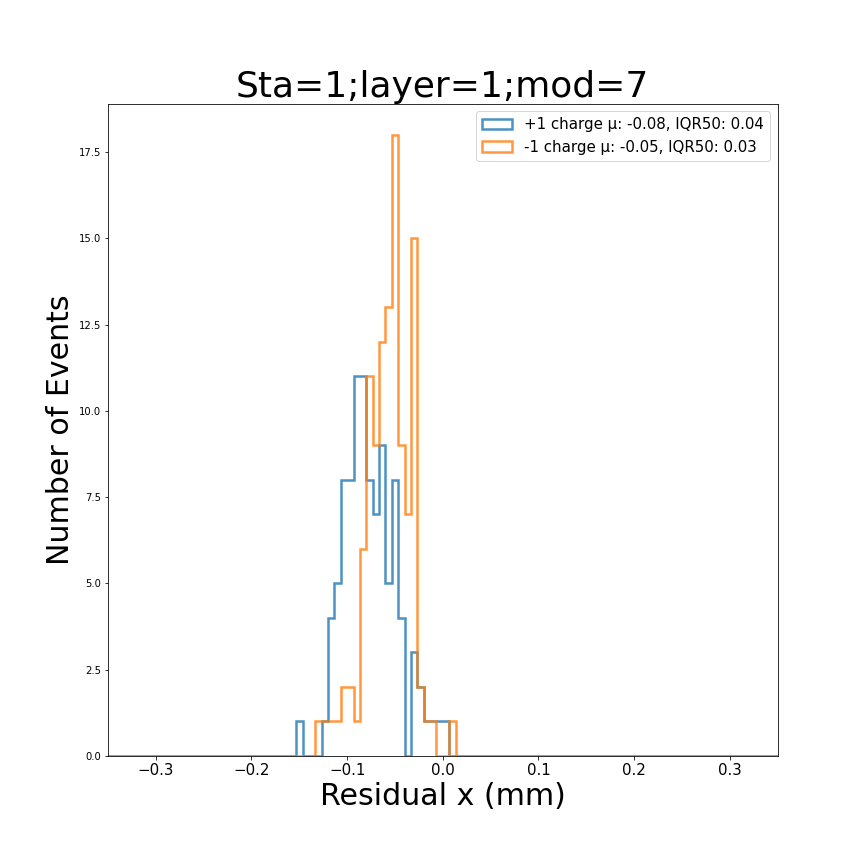 Sta=1;layer=1;mod=7
+1 charge μ: -0.08, IQR50: 0.04
-1 charge μ: -0.05, IQR50: 0.03
Number of Events
17.5
15.0
12.5
10.0
7.5
5.0
2.5
0.0
−0.3 −0.2 −0.1 0.0 0.1 0.2 0.3
Residual x (mm)